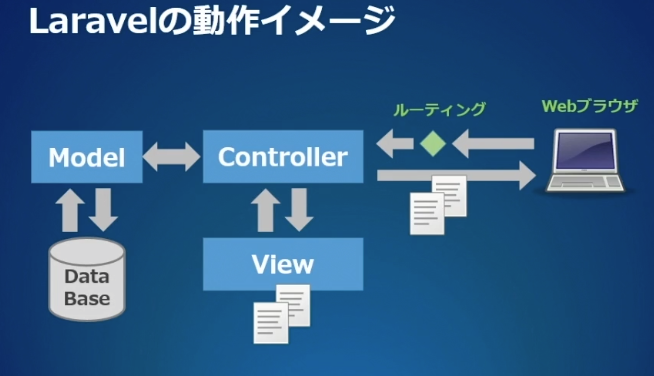 Laravelの動作イメージ
ルーティング
Webブラウザ
Model
Controller
View
Data
Base